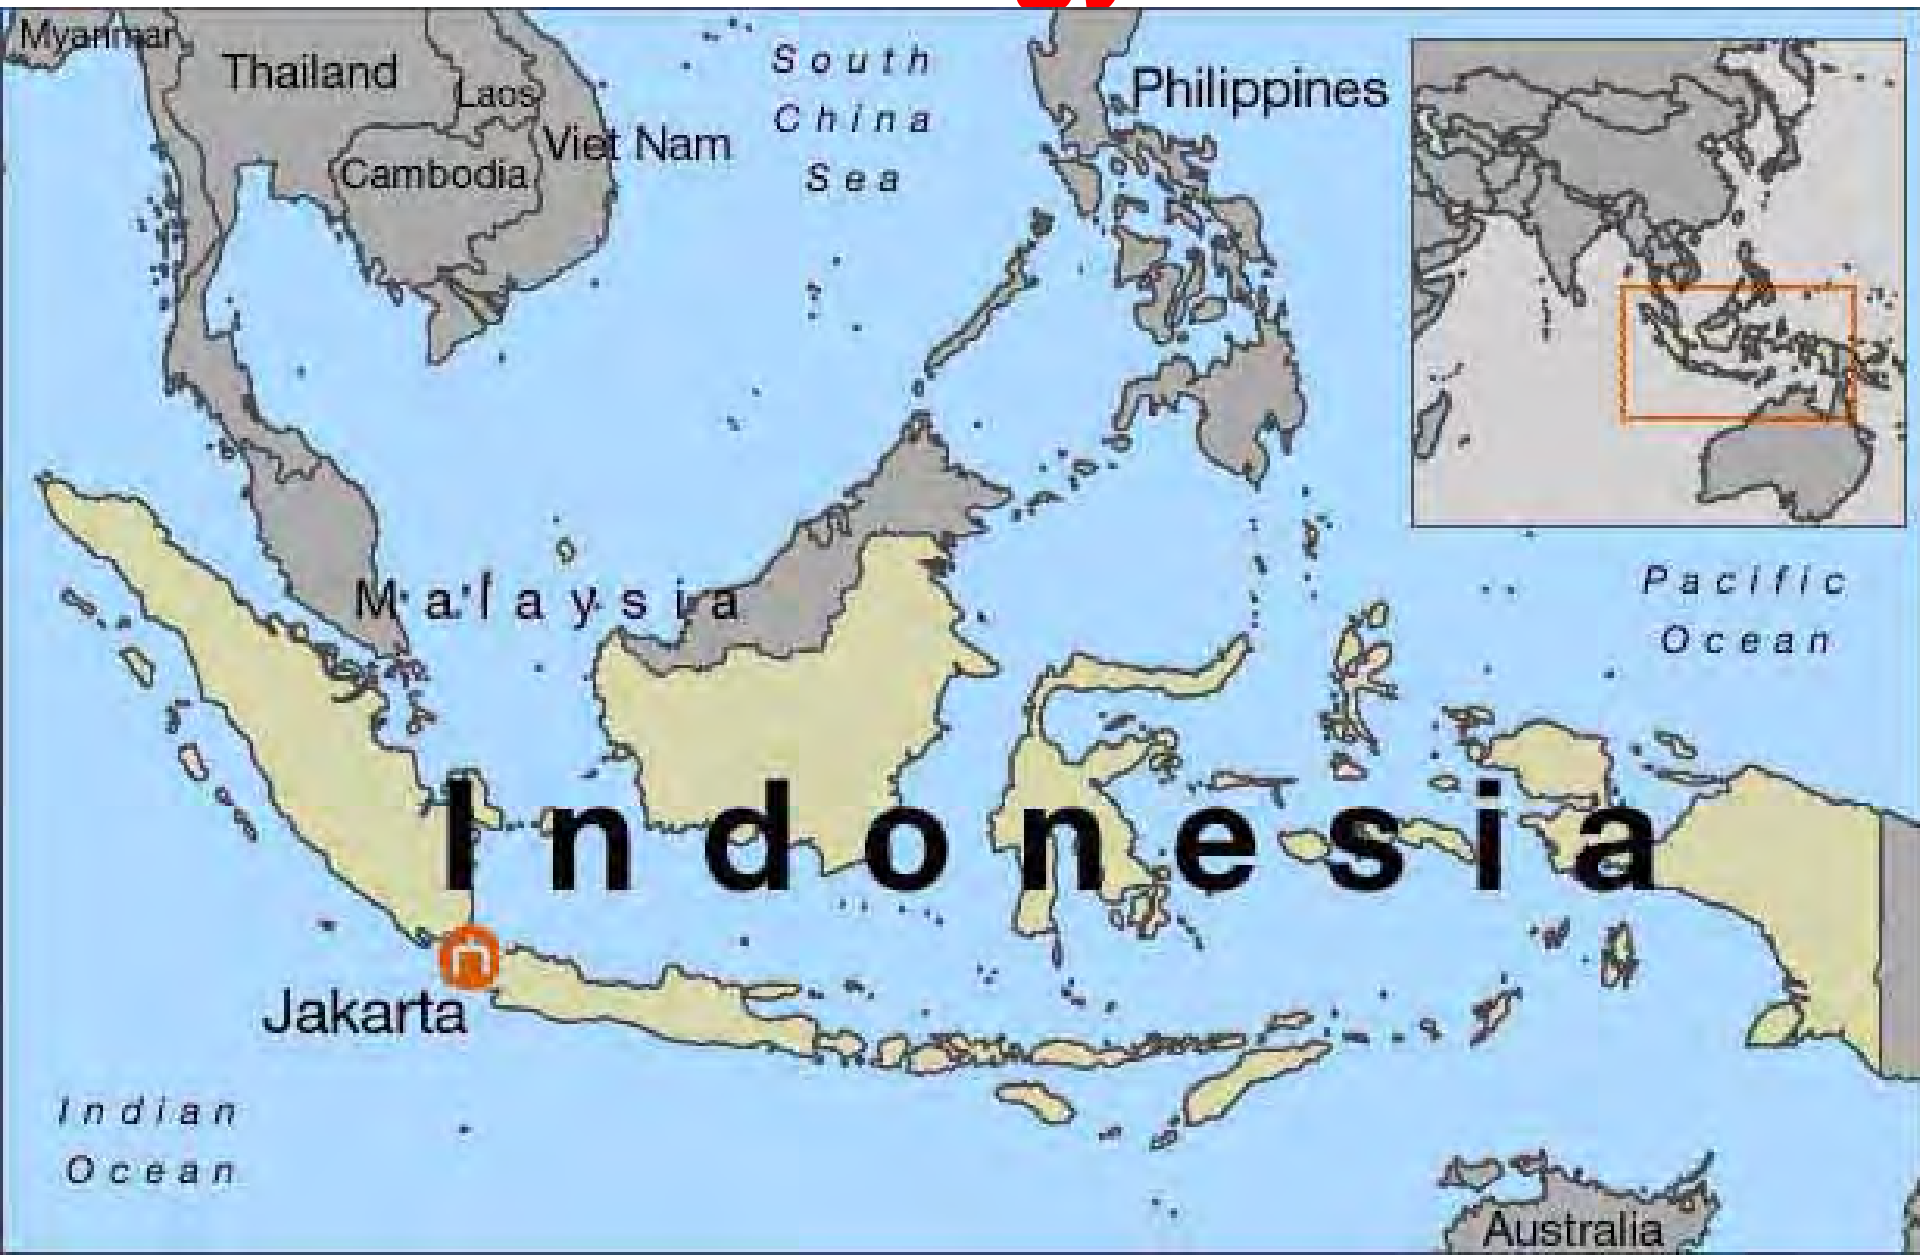 Myanmar
Thailand
Laos
Viet Nam
Cambodia
South
China
Sea
Philippines
Malaysia
Pacific
Ocean
Indonesia
Jakarta
Indian
Ocean
Australia